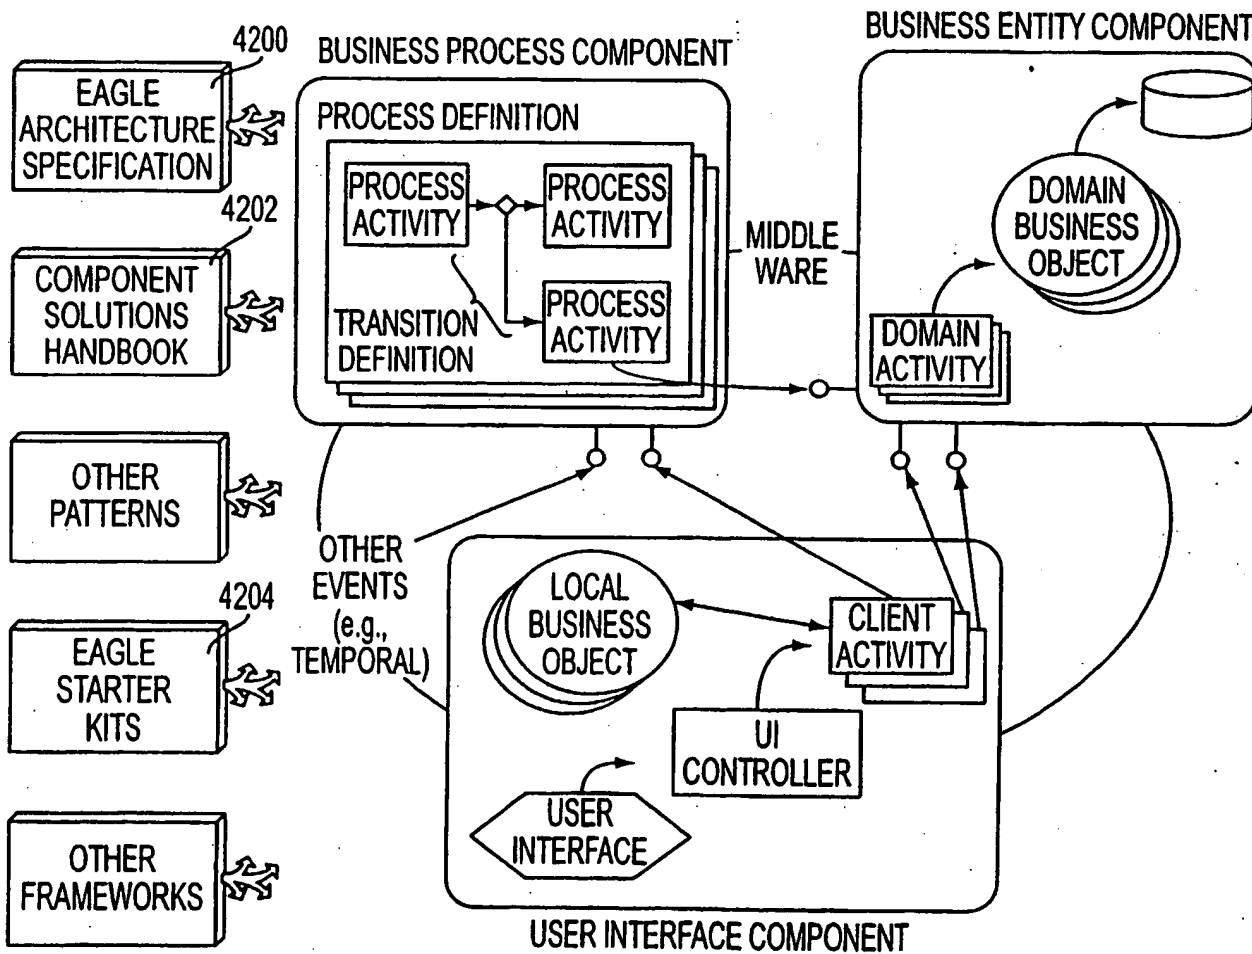 4200
EAGLE
ARCHITECTURE
SPECIFICATION
4202
COMPONENT
SOLUTIONS
HANDBOOK
OTHER
PATTERNS
4204
EAGLE
STARTER
KITS
OTHER
FRAMEWORKS
BUSINESS PROCESS COMPONENT
PROCESS DEFINITION
PROCESS
ACTIVITY
PROCESS
ACTIVITY
PROCESS
ACTIVITY
TRANSITION
DEFINITION
MIDDLE
WARE
BUSINESS ENTITY COMPONENT
DOMAIN
BUSINESS
OBJECT
DOMAIN
ACTIVITY
OTHER
EVENTS
(e.g.,
TEMPORAL)
LOCAL
BUSINESS
OBJECT
CLIENT
ACTIVITY
UI
CONTROLLER
USER
INTERFACE
USER INTERFACE COMPONENT